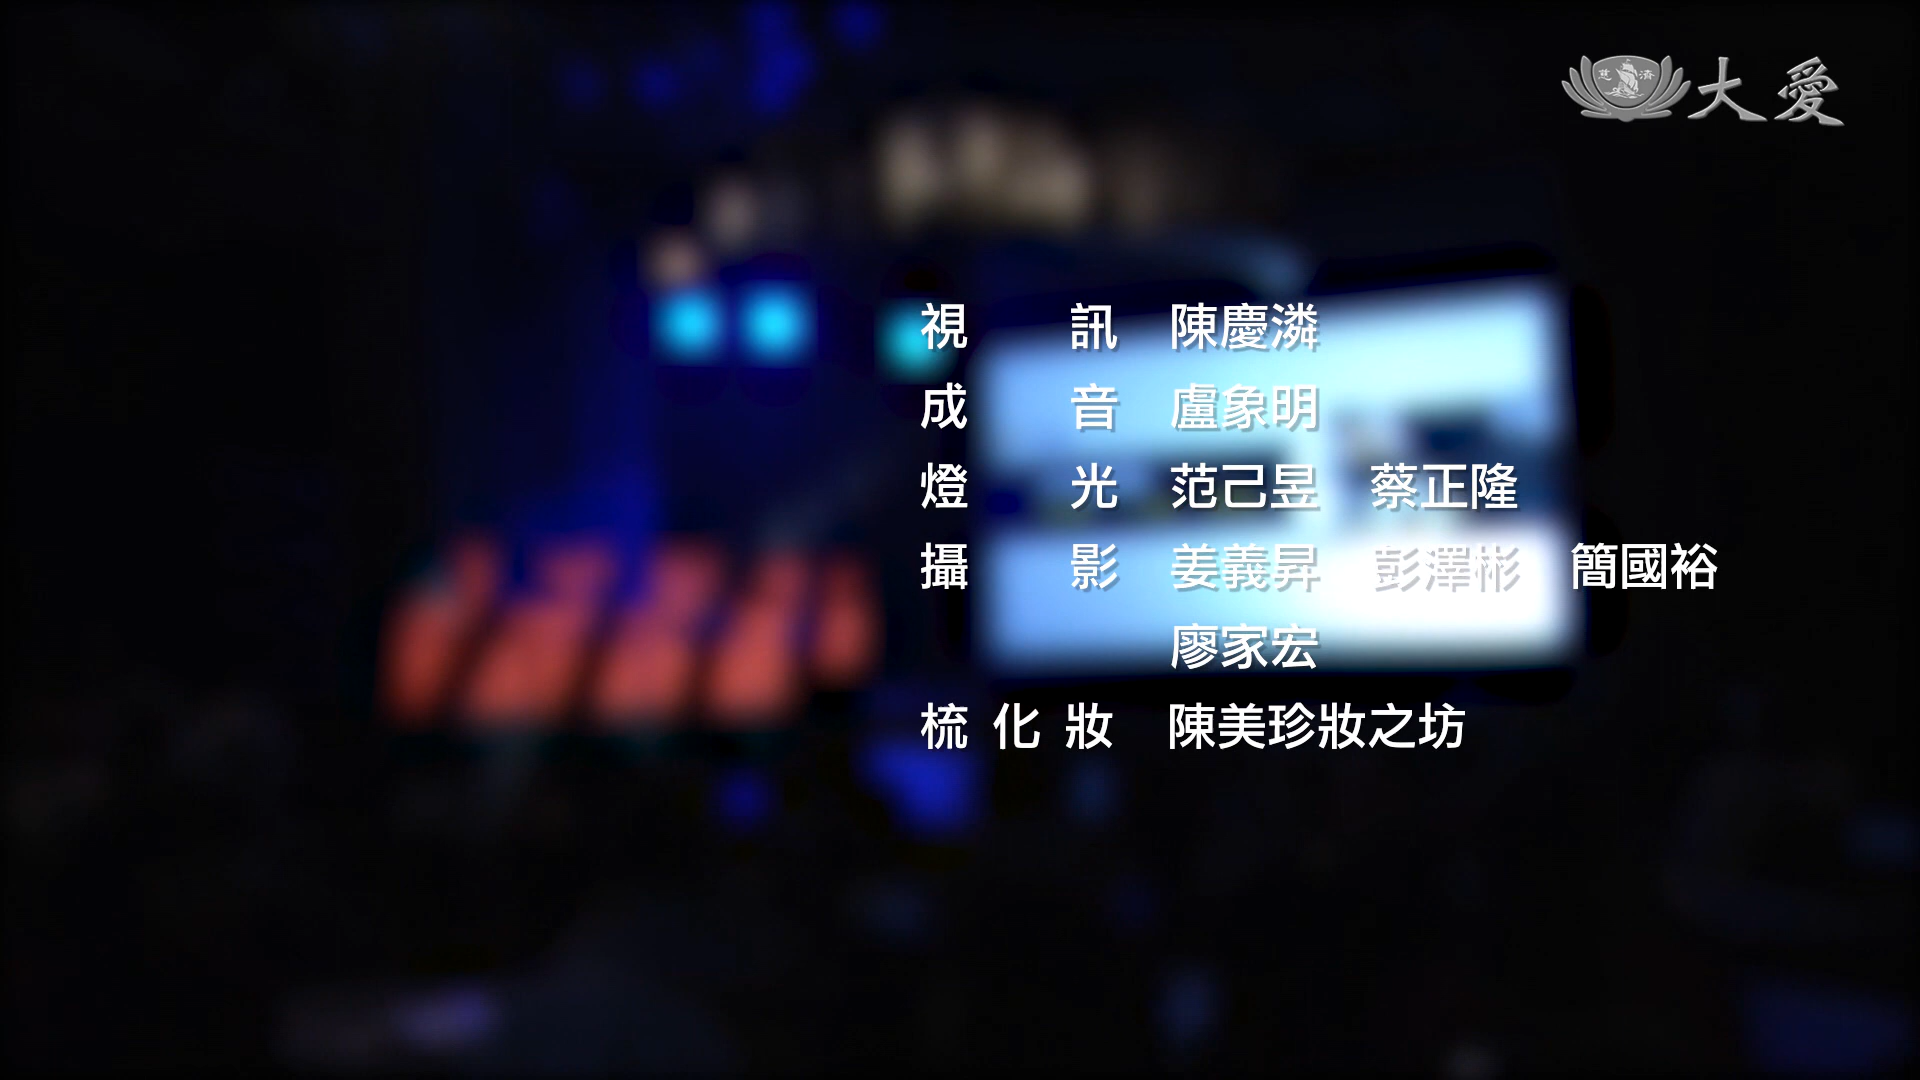 慈濟 大愛
視訊 陳慶潾
成音 盧象明
燈光 范己昱 蔡正隆
攝影 姜義昇 彭澤彬 簡國裕
廖家宏
梳化妝 陳美珍妝之坊